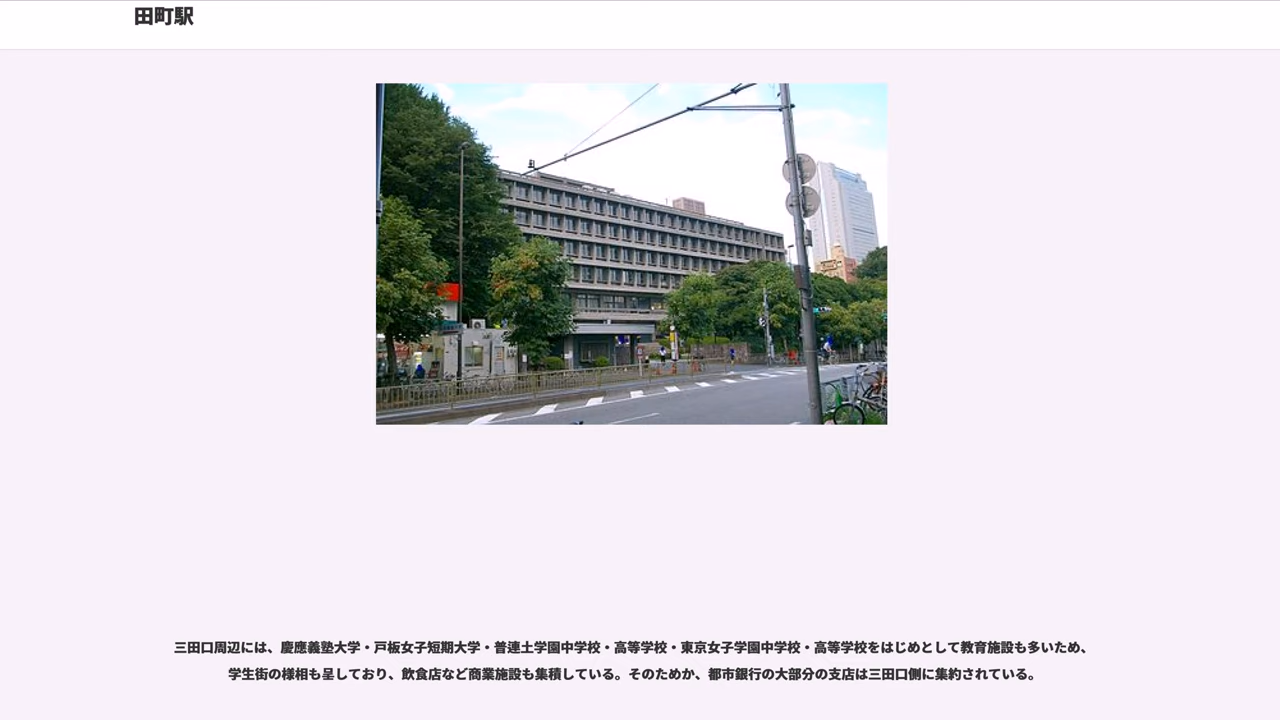 田町駅
三田口周辺には、慶應義塾大学・戸板女子短期大学・普連土学園中学校・高等学校・東京女子学園中学校・高等学校をはじめとして教育施設も多いため、
学生街の様相も呈しており、飲食店など商業施設も集積している。そのためか、都市銀行の大部分の支店は三田口側に集約されている。